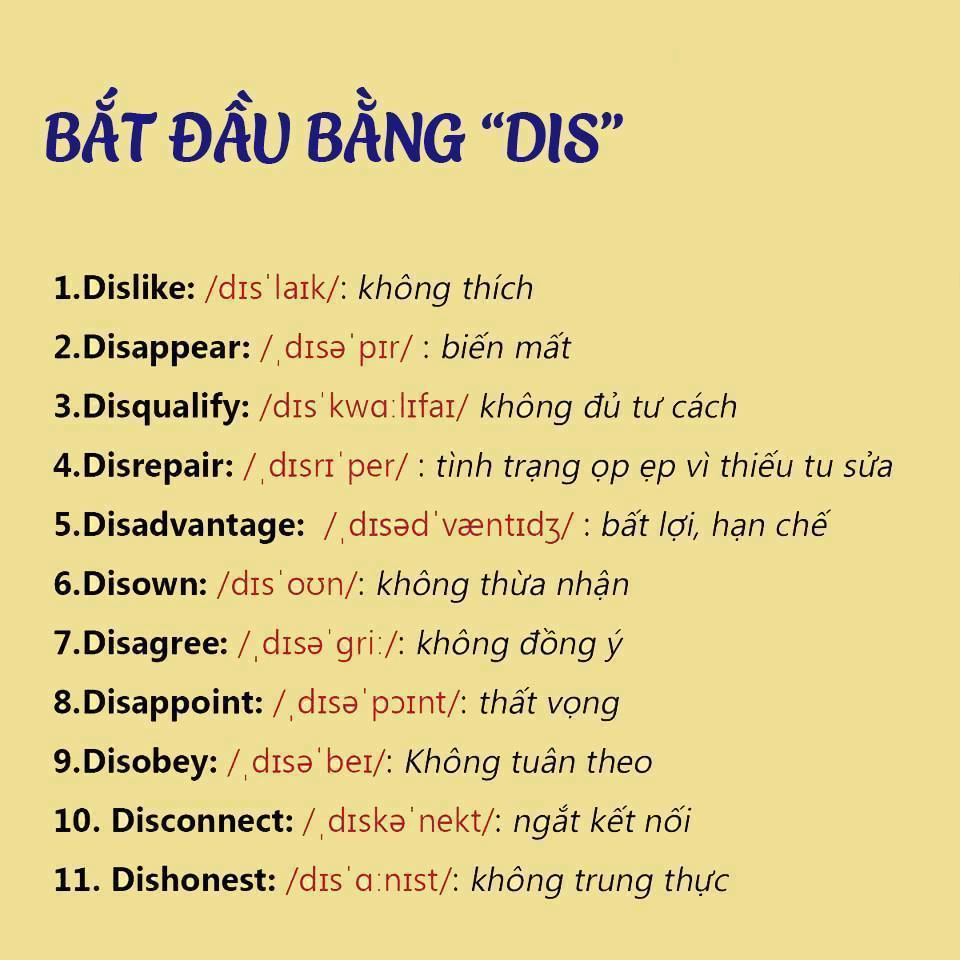 BẮT ĐẦU BẰNG “DIS”
1.Dislike: /dɪsˈlaɪk/: không thích
2.Disappear: /ˌdɪsəˈpɪr/ : biến mất
3.Disqualify: /dɪsˈkwɑːlɪfaɪ/ không đủ tư cách
4.Disrepair: /ˌdɪsrɪˈper/ : tình trạng ọp ẹp vì thiếu tu sửa
5.Disadvantage: /ˌdɪsədˈvæntɪdʒ/ : bất lợi, hạn chế
6.Disown: /dɪsˈoʊn/: không thừa nhận
7.Disagree: /ˌdɪsəˈɡriː/: không đồng ý
8.Disappoint: /ˌdɪsəˈpɔɪnt/: thất vọng
9.Disobey: /ˌdɪsəˈbeɪ/: Không tuân theo
10. Disconnect: /ˌdɪskəˈnekt/: ngắt kết nối
11. Dishonest: /dɪsˈɑːnɪst/: không trung thực